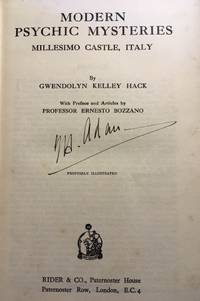 MODERN
PSYCHIC MYSTERIES
MILLESIMO CASTLE, ITALY
By
GWENDOLYN KELLEY HACK
With Preface and Articles by
PROFESSOR ERNESTO BOZZANO
PROFUSELY ILLUSTRATED
RIDER & CO., Paternoster House
Paternoster Row, London, E.C.4